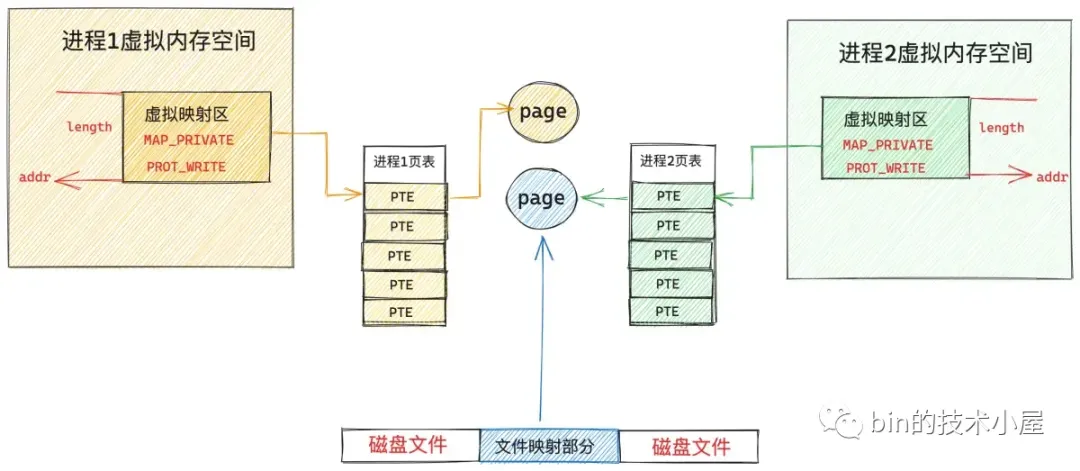 进程1虚拟内存空间
虚拟映射区
MAP_PRIVATE
PROT_WRITE
length
addr
进程1页表
PTE
PTE
PTE
PTE
PTE
page
page
进程2页表
PTE
PTE
PTE
PTE
PTE
进程2虚拟内存空间
虚拟映射区
MAP_PRIVATE
PROT_WRITE
length
addr
磁盘文件
文件映射部分
磁盘文件
bin的技术小屋